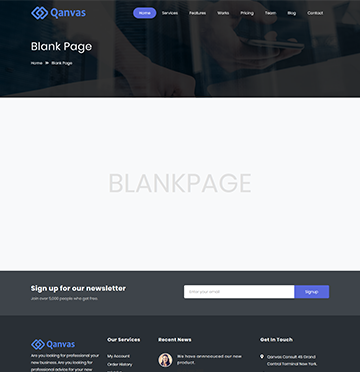 Qanvas
Home Services Features Works Pricing Team Blog Contact
Blank Page
Home » Blank Page
BLANKPAGE
Sign up for our newsletter
Join over 5,206 people who got free.
Enter your email
Signup
Qanvas
Are you looking for professional your
new business. Are you looking for
professional advice for your new
Our Services
My Account
Order History
Recent News
We have annnocuced our new
product.
Get in Touch
Qanvas Consult 45 Grand
Central Terminal New York.